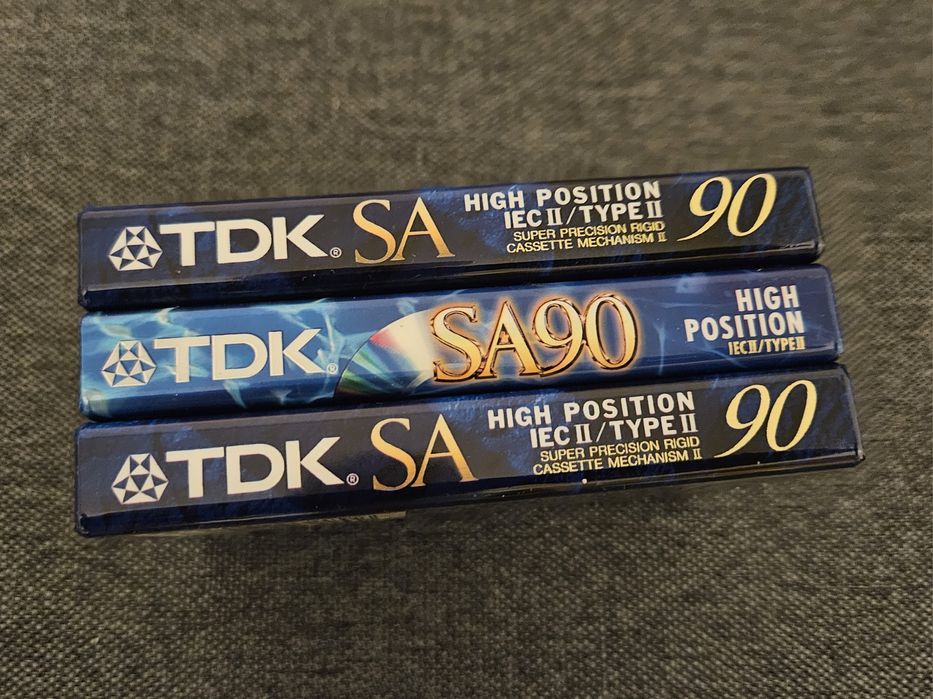 TDK® SA HIGH POSITION 90
IEC II/TYPE II
SUPER PRECISION RIGID
CASSETTE MECHANISM II
TDK® SA90 HIGH
POSITION
IEC II/TYPE II
TDK® SA HIGH POSITION 90
IEC II/TYPE II
SUPER PRECISION RIGID
CASSETTE MECHANISM II